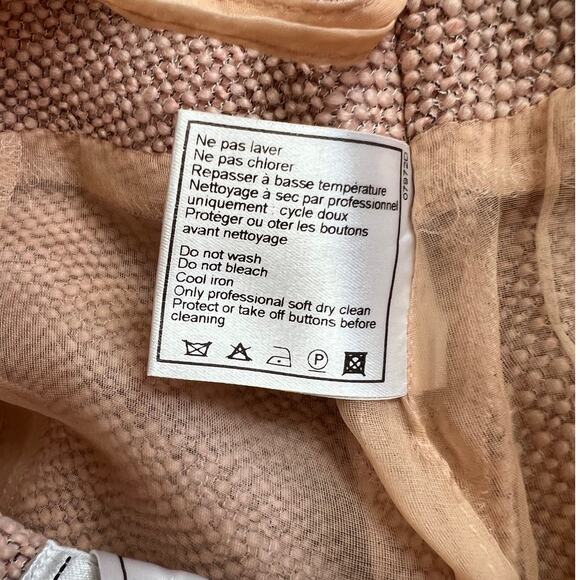 Ne pas laver
Ne pas chlorer
Repasser à basse température
Nettoyage à sec par professionnel
uniquement : cycle doux
Protéger ou oter les boutons
avant nettoyage
Do not wash
Do not bleach
Cool iron
Only professional soft dry clean
Protect or take off buttons before
cleaning
P